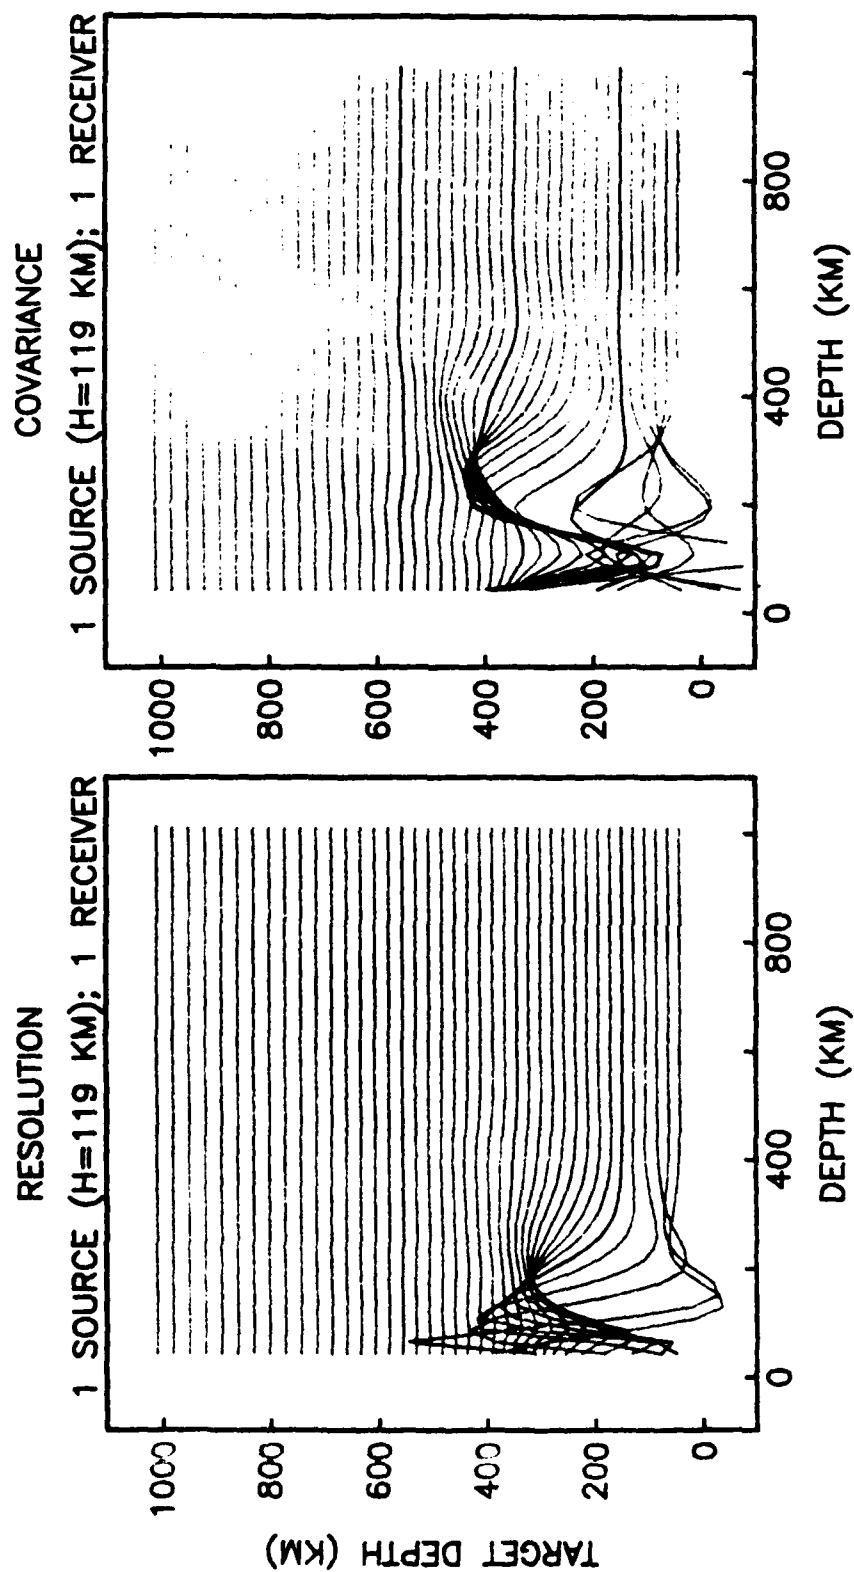 RESOLUTION
1 SOURCE (H=119 KM); 1 RECEIVER
TARGET DEPTH (KM)
1000
800
600
400
200
0
0
400
800
DEPTH (KM)
COVARIANCE
1 SOURCE (H=119 KM); 1 RECEIVER
1000
800
600
400
200
0
0
400
800
DEPTH (KM)